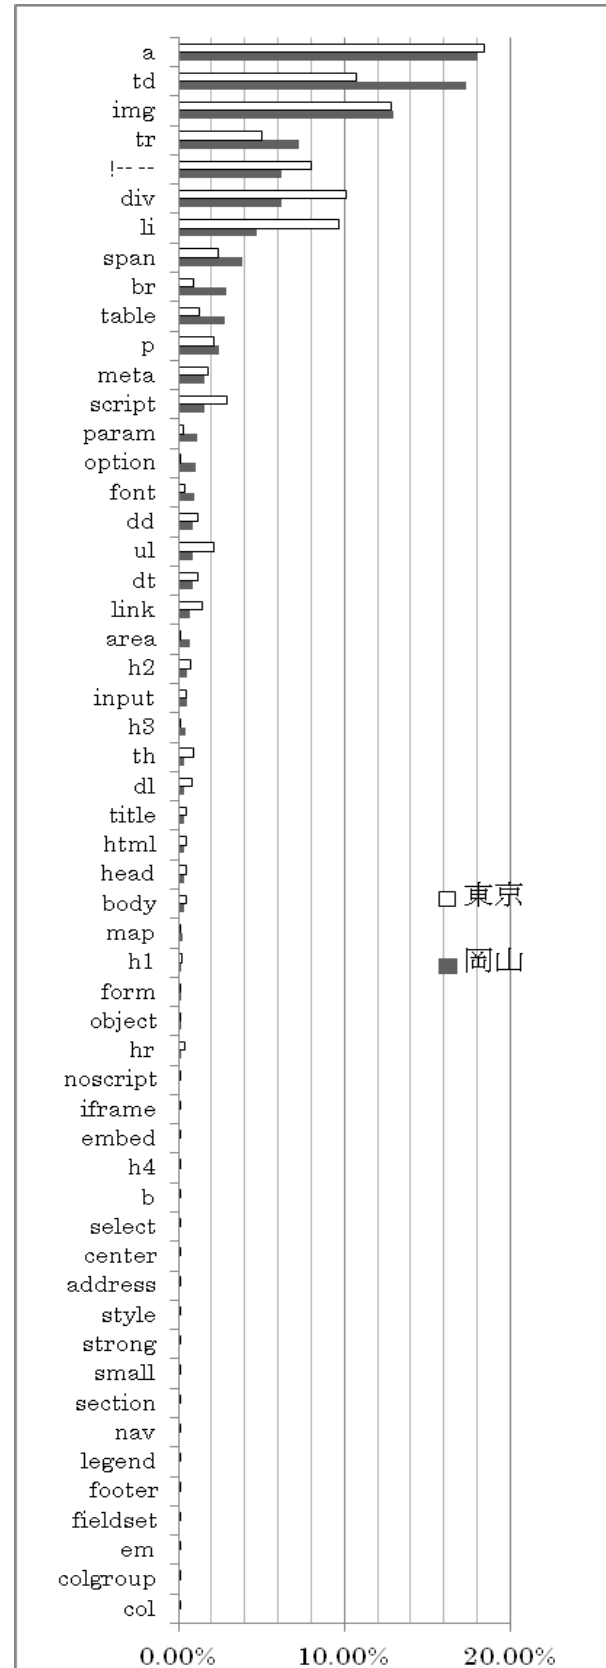 a
td
img
tr
!-- --
div
li
span
br
table
p
meta
script
param
option
font
dd
ul
dt
link
area
h2
input
h3
th
dl
title
html
head
body
東京
map
岡山
h1
form
object
hr
noscript
iframe
embed
h4
b
select
center
address
style
strong
small
section
nav
legend
footer
fieldset
em
colgroup
col
0.00% 10.00% 20.00%